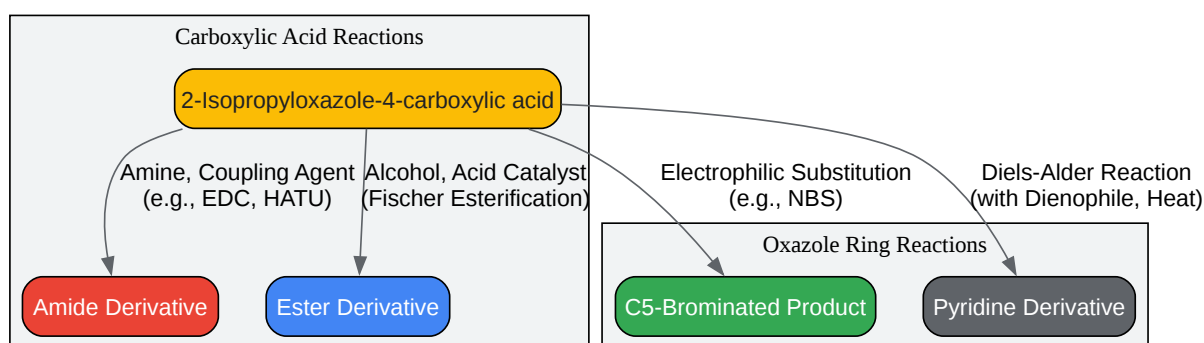 Carboxylic Acid Reactions
2-Isopropyloxazole-4-carboxylic acid
Amine, Coupling Agent
(e.g., EDC, HATU)
Alcohol, Acid Catalyst
(Fischer Esterification)
Electrophilic Substitution
(e.g., NBS)
Diels-Alder Reaction
(with Dienophile, Heat)
Oxazole Ring Reactions
Amide Derivative
Ester Derivative
C5-Brominated Product
Pyridine Derivative